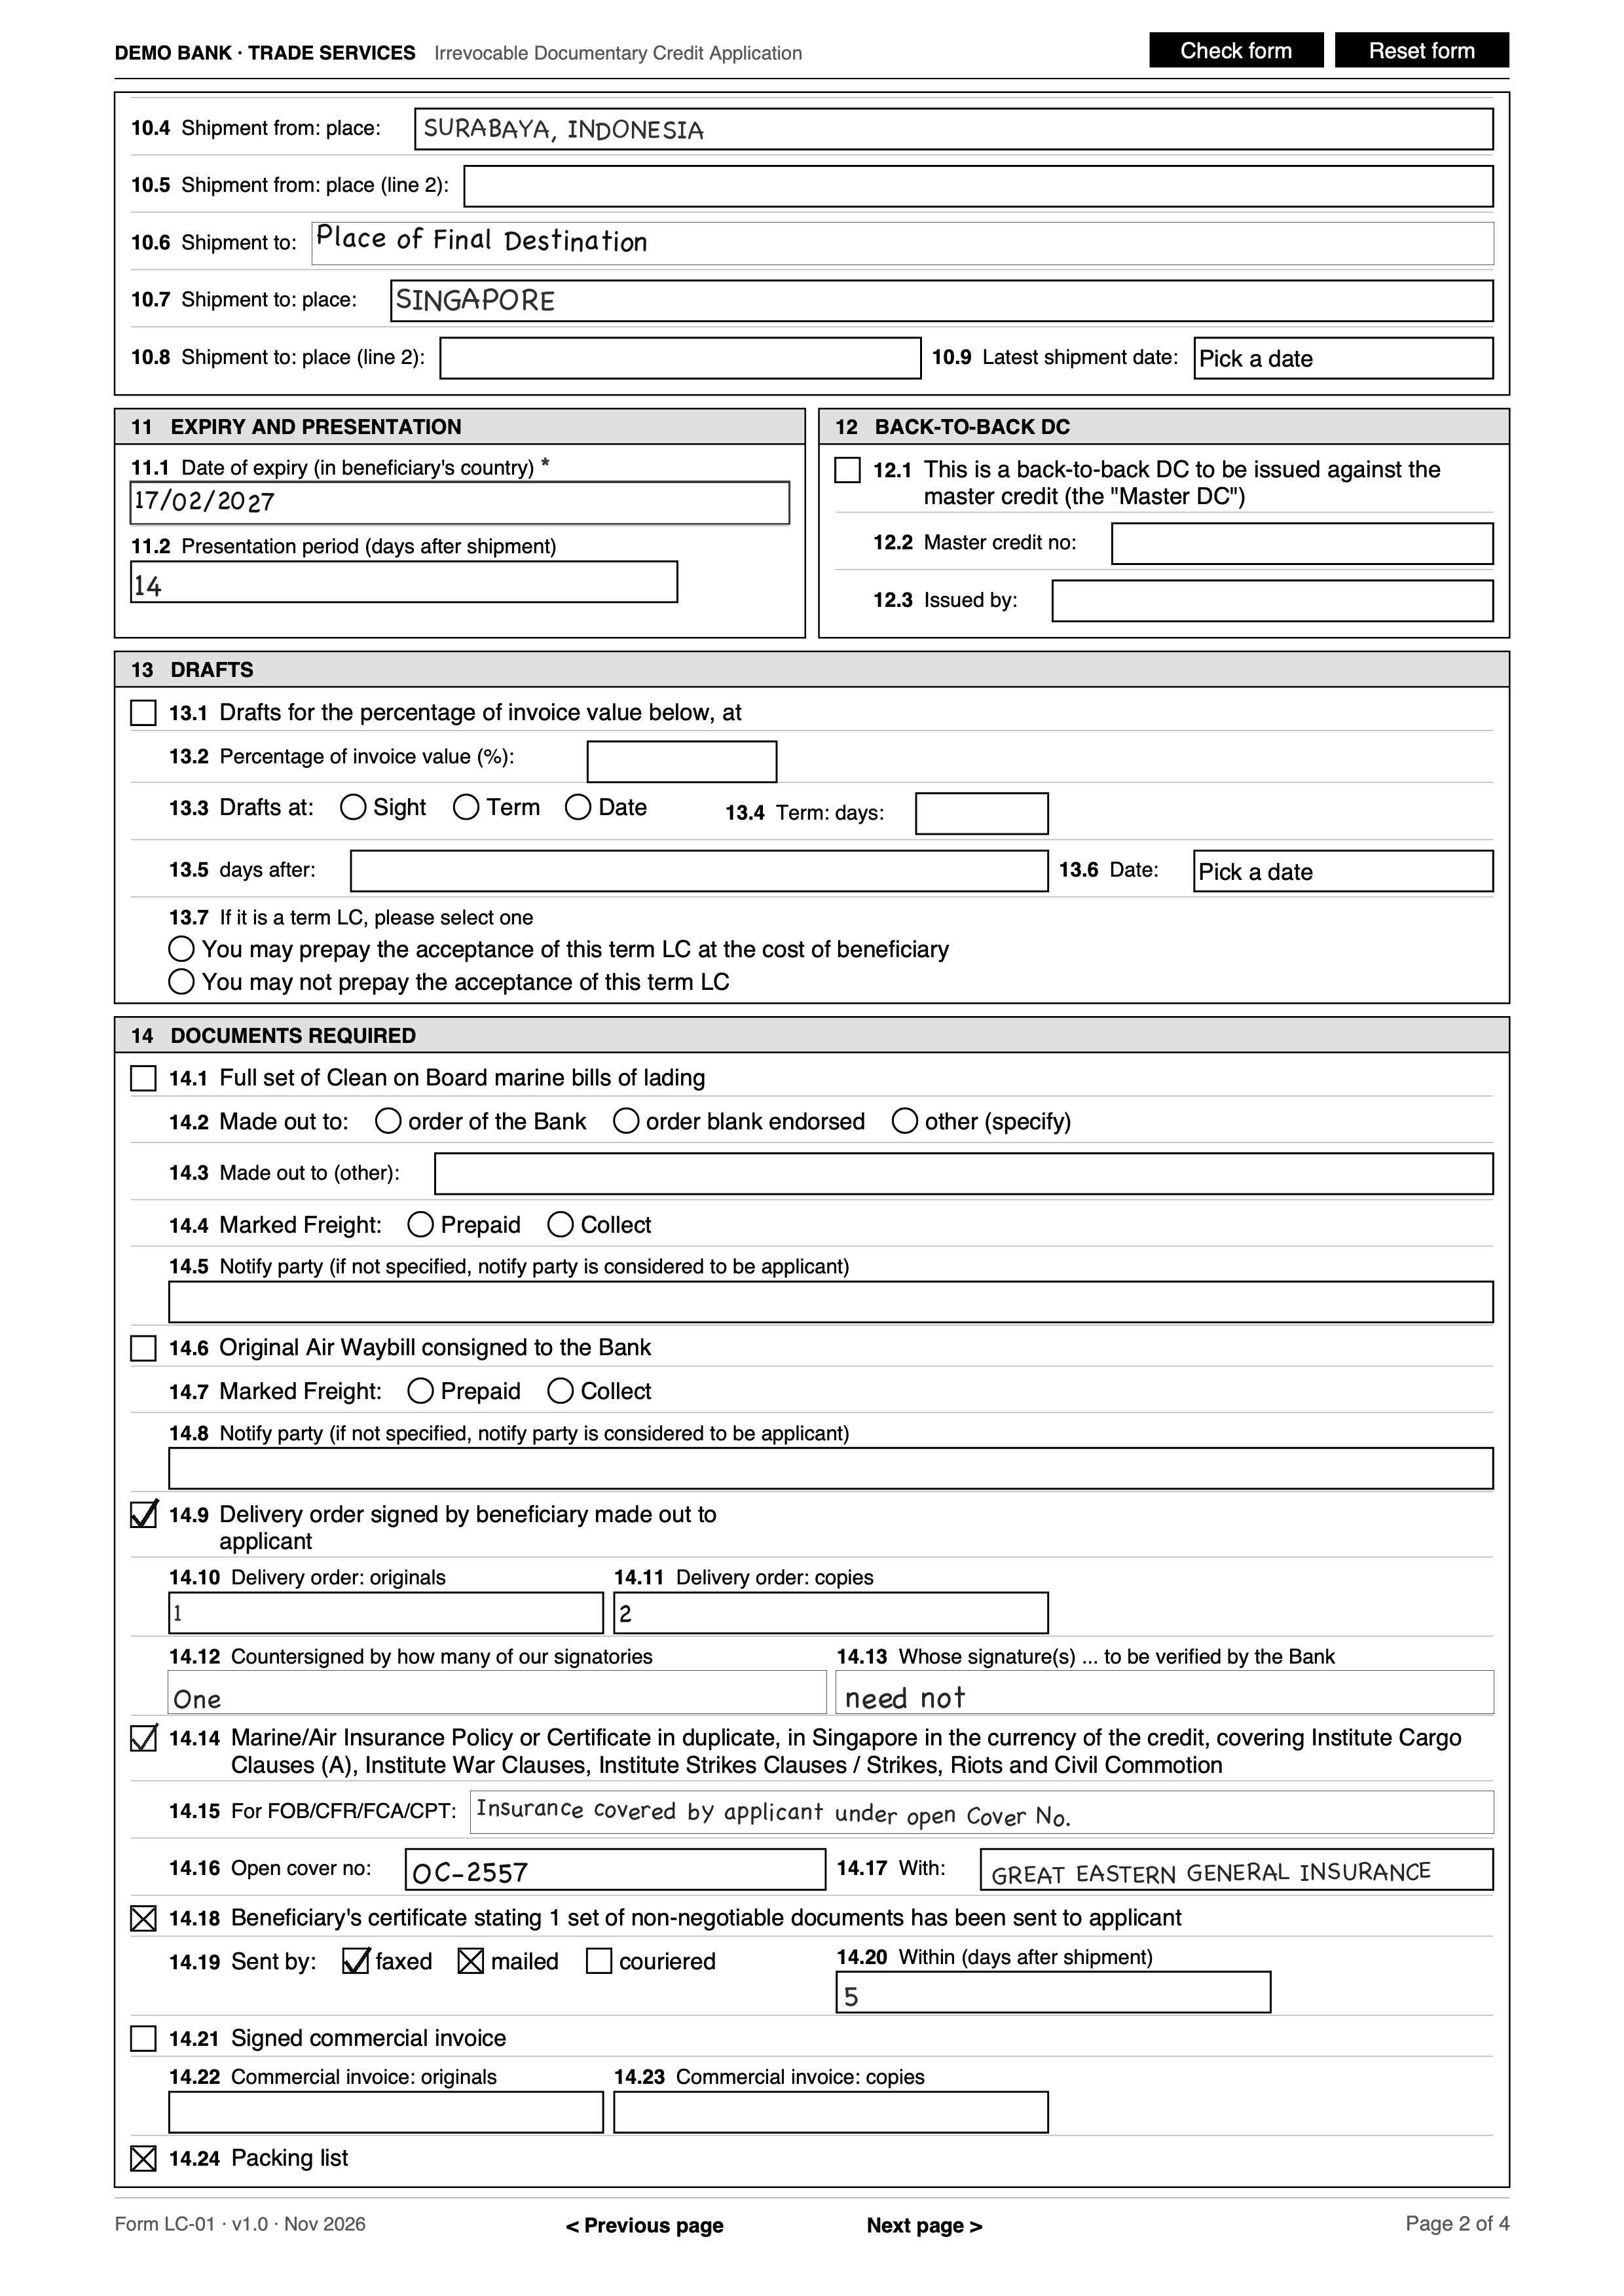 DEMO BANK · TRADE SERVICES Irrevocable Documentary Credit Application Check form Reset form
10.4 Shipment from: place: SURABAYA, INDONESIA
10.5 Shipment from: place (line 2):
10.6 Shipment to: Place of Final Destination
10.7 Shipment to: place: SINGAPORE
10.8 Shipment to: place (line 2): 10.9 Latest shipment date: Pick a date
11 EXPIRY AND PRESENTATION
11.1 Date of expiry (in beneficiary's country) *
17/02/2027
11.2 Presentation period (days after shipment)
14
12 BACK-TO-BACK DC
12.1 This is a back-to-back DC to be issued against the
master credit (the "Master DC")
12.2 Master credit no:
12.3 Issued by:
13 DRAFTS
13.1 Drafts for the percentage of invoice value below, at
13.2 Percentage of invoice value (%):
13.3 Drafts at: Sight Term Date 13.4 Term: days:
13.5 days after: 13.6 Date: Pick a date
13.7 If it is a term LC, please select one
You may prepay the acceptance of this term LC at the cost of beneficiary
You may not prepay the acceptance of this term LC
14 DOCUMENTS REQUIRED
14.1 Full set of Clean on Board marine bills of lading
14.2 Made out to: order of the Bank order blank endorsed other (specify)
14.3 Made out to (other):
14.4 Marked Freight: Prepaid Collect
14.5 Notify party (if not specified, notify party is considered to be applicant)
14.6 Original Air Waybill consigned to the Bank
14.7 Marked Freight: Prepaid Collect
14.8 Notify party (if not specified, notify party is considered to be applicant)
14.9 Delivery order signed by beneficiary made out to
applicant
14.10 Delivery order: originals 14.11 Delivery order: copies
1 2
14.12 Countersigned by how many of our signatories 14.13 Whose signature(s) ... to be verified by the Bank
One need not
14.14 Marine/Air Insurance Policy or Certificate in duplicate, in Singapore in the currency of the credit, covering Institute Cargo
Clauses (A), Institute War Clauses, Institute Strikes Clauses / Strikes, Riots and Civil Commotion
14.15 For FOB/CFR/FCA/CPT: Insurance covered by applicant under open Cover No.
14.16 Open cover no: OC-2557 14.17 With: GREAT EASTERN GENERAL INSURANCE
14.18 Beneficiary's certificate stating 1 set of non-negotiable documents has been sent to applicant
14.19 Sent by: faxed mailed couriered 14.20 Within (days after shipment)
5
14.21 Signed commercial invoice
14.22 Commercial invoice: originals 14.23 Commercial invoice: copies
14.24 Packing list
Form LC-01 · v1.0 · Nov 2026 < Previous page Next page > Page 2 of 4